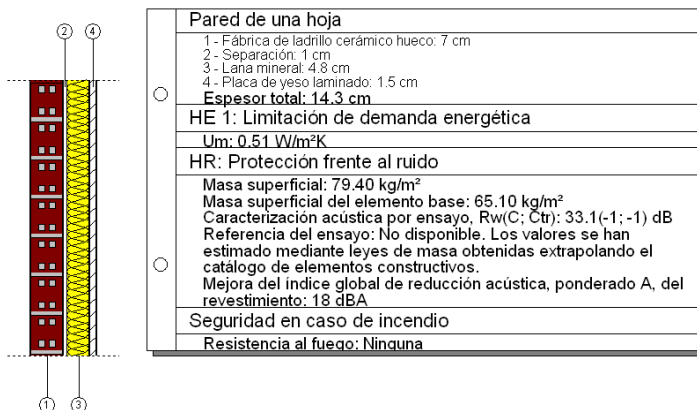 2
4
1
3
Pared de una hoja
1 - Fábrica de ladrillo cerámico hueco: 7 cm
2 - Separación: 1 cm
3 - Lana mineral: 4.8 cm
4 - Placa de yeso laminado: 1.5 cm
Espesor total: 14.3 cm
HE 1: Limitación de demanda energética
Um: 0.51 W/m²K
HR: Protección frente al ruido
Masa superficial: 79.40 kg/m²
Masa superficial del elemento base: 65.10 kg/m²
Caracterización acústica por ensayo, Rw(C; Ctr): 33.1(-1; -1) dB
Referencia del ensayo: No disponible. Los valores se han
estimado mediante leyes de masa obtenidas extrapolando el
catálogo de elementos constructivos.
Mejora del índice global de reducción acústica, ponderado A, del
revestimiento: 18 dBA
Seguridad en caso de incendio
Resistencia al fuego: Ninguna